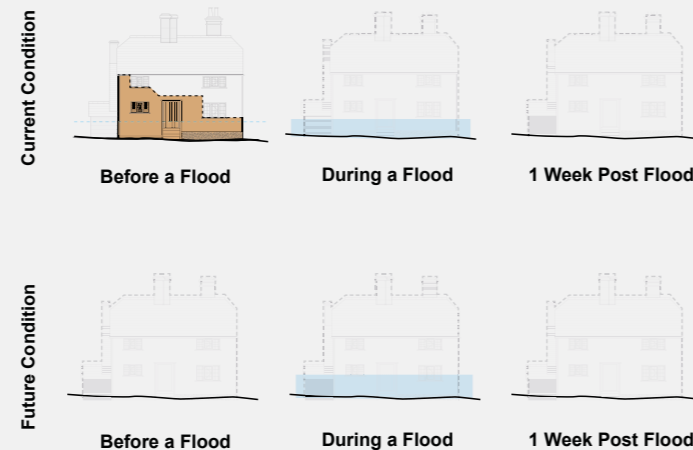 Current Condition
Before a Flood
During a Flood
1 Week Post Flood
Future Condition
Before a Flood
During a Flood
1 Week Post Flood